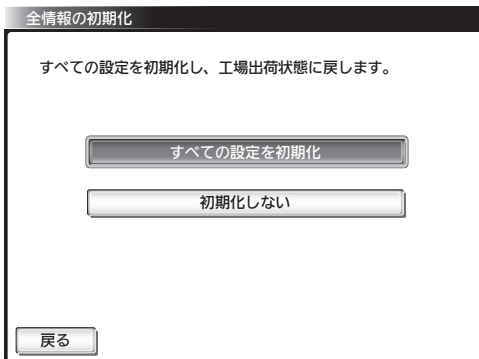 全情報の初期化
すべての設定を初期化し、工場出荷状態に戻します。
すべての設定を初期化
初期化しない
戻る